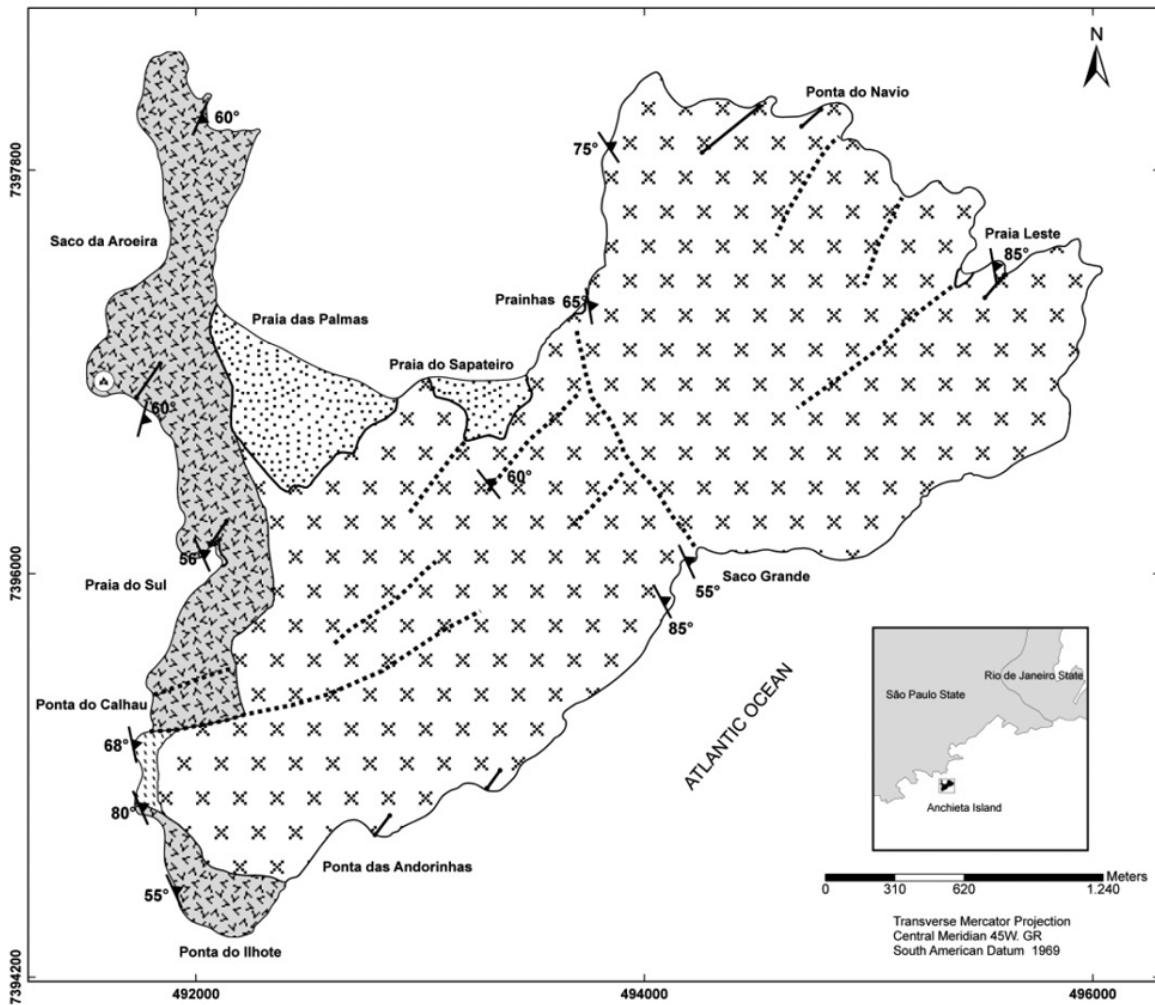 N
Ponta do Navio
60°
75°
7397800
Saco da Aroeira
Praia Leste
85°
Prainhas
65°
Praia das Palmas
Praia do Sapateiro
60°
60°
56°
Praia do Sul
7396000
Saco Grande
55°
85°
Rio de Janeiro State
São Paulo State
Ponta do Calhau
68°
ATLANTIC OCEAN
80°
Anchieta Island
Ponta das Andorinhas
55°
Meters
0 310 620 1.240
Transverse Mercator Projection
Central Meridian 45W. GR
South American Datum 1969
Ponta do Ilhote
7394200
492000 494000 496000